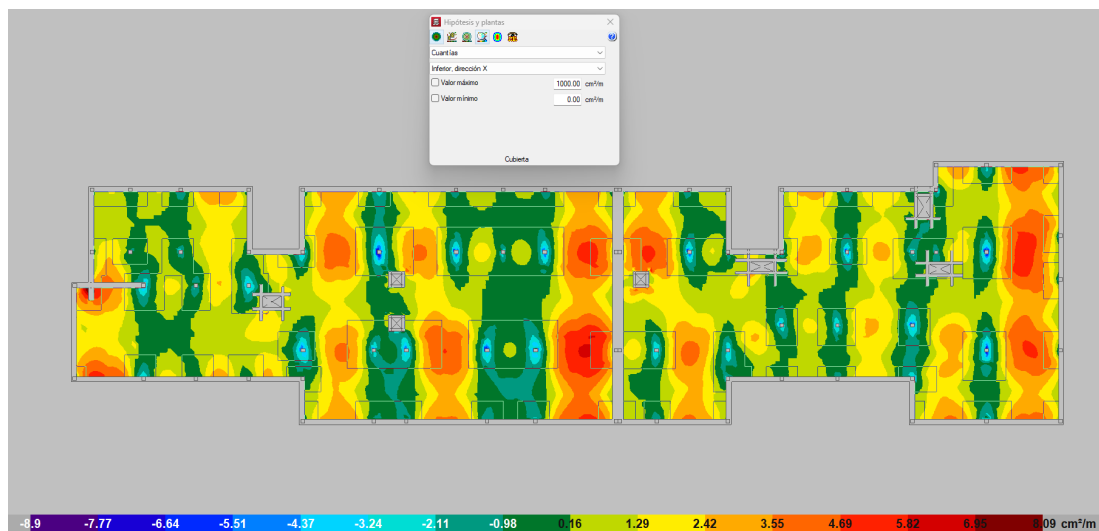 Hipótesis y plantas
Cuantías
Inferior, dirección X
Valor máximo 1000.00 cm²/m
Valor mínimo 0.00 cm²/m
Cubierta
-8.9 -7.77 -6.64 -5.51 -4.37 -3.24 -2.11 -0.98 0.16 1.29 2.42 3.55 4.69 5.82 6.95 8.09 cm²/m